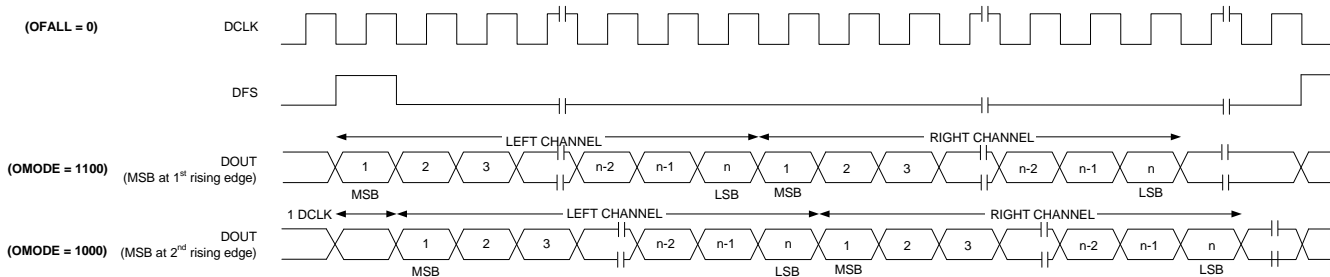 (OFALL = 0) DCLK
DFS
LEFT CHANNEL RIGHT CHANNEL
(OMODE = 1100) DOUT 1 2 3 n-2 n-1 n 1 2 3 n-2 n-1 n
(MSB at 1st rising edge)
MSB LSB MSB LSB
1 DCLK LEFT CHANNEL RIGHT CHANNEL
(OMODE = 1000) DOUT 1 2 3 n-2 n-1 n 1 2 3 n-2 n-1 n
(MSB at 2nd rising edge)
MSB LSB MSB LSB